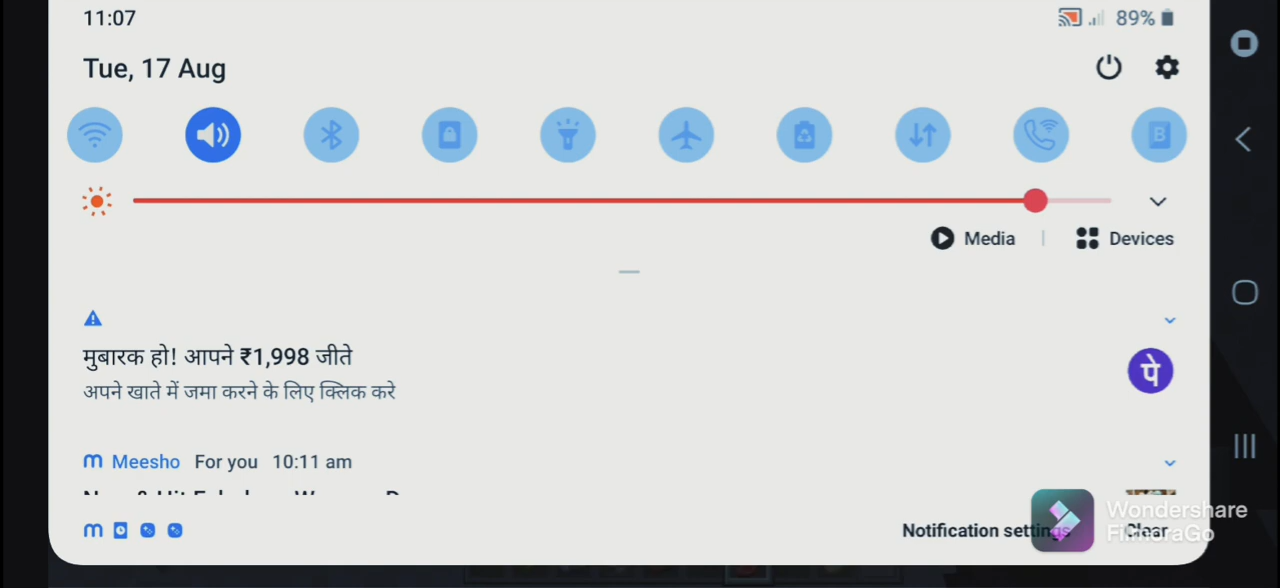 11:07
89%
Tue, 17 Aug
B
Media | Devices
मुबारक हो! आपने ₹1,998 जीते
अपने खाते में जमा करने के लिए क्लिक करे
पे
m Meesho For you 10:11 am
m
Notification settings
Clear
Wondershare
FilmoraGo